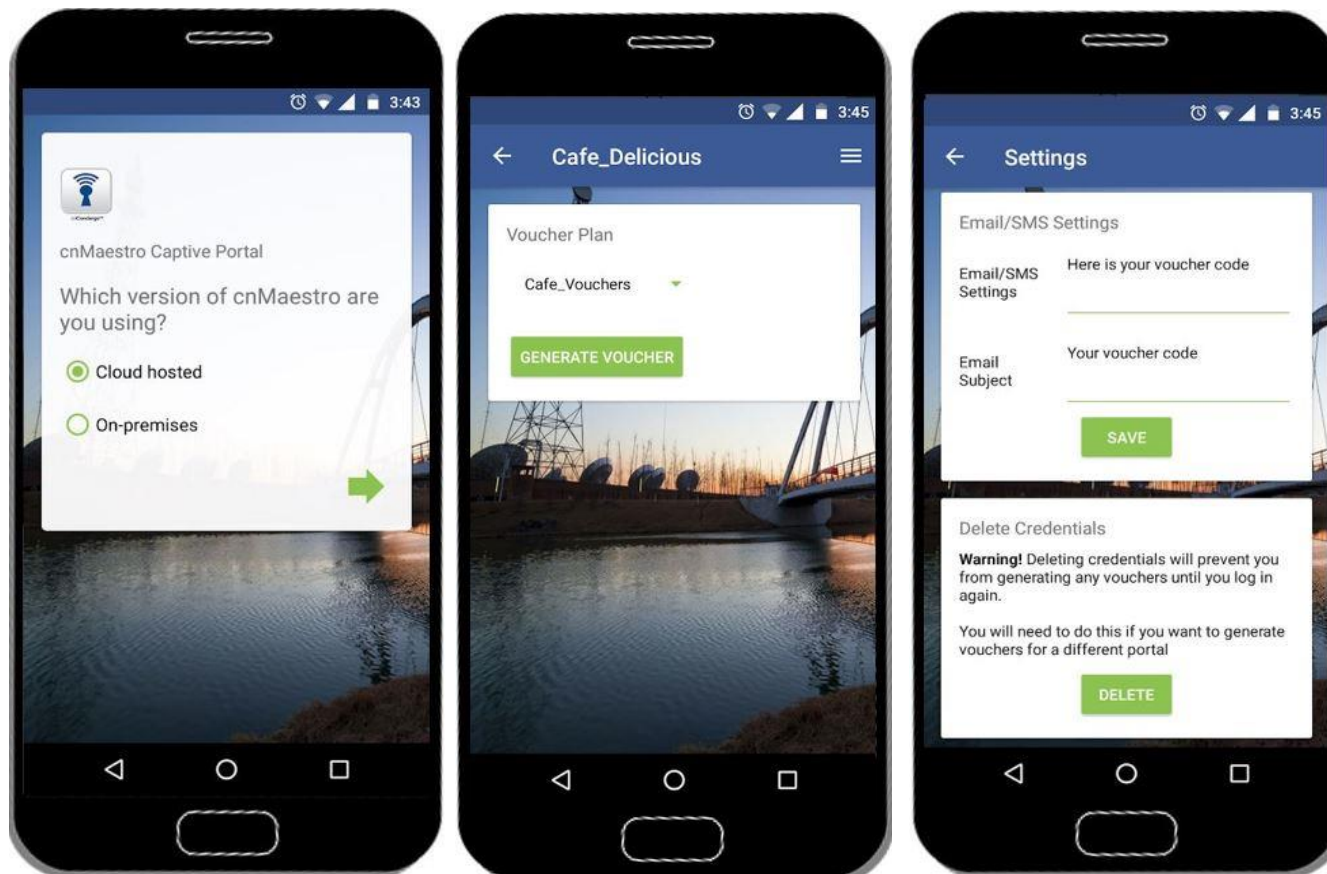 3:43
cnConcierge™
cnMaestro Captive Portal
Which version of cnMaestro are
you using?
Cloud hosted
On-premises
3:45
Cafe_Delicious
Voucher Plan
Cafe_Vouchers
GENERATE VOUCHER
3:45
Settings
Email/SMS Settings
Email/SMS
Settings
Here is your voucher code
Email
Subject
Your voucher code
SAVE
Delete Credentials
Warning! Deleting credentials will prevent you
from generating any vouchers until you log in
again.
You will need to do this if you want to generate
vouchers for a different portal
DELETE